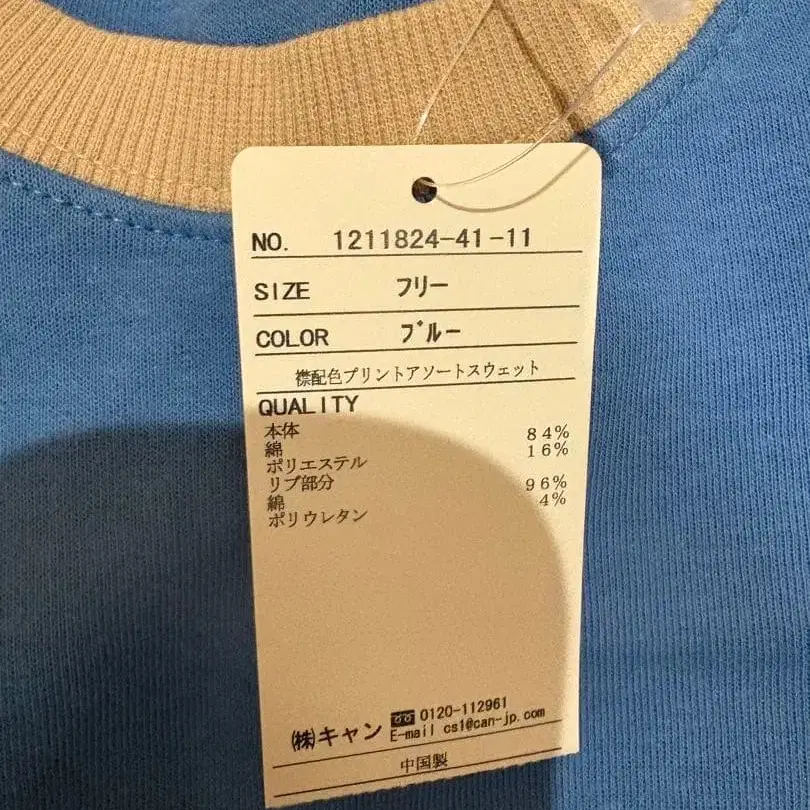 NO. 1211824-41-11
SIZE フリー
COLOR ブルー
襟配色プリントアソートスウェット
QUALITY
本体
綿 84%
ポリエステル 16%
リブ部分
綿 96%
ポリウレタン 4%
㈱キャン 0120-112961
E-mail cs1@can-jp.com
中国製